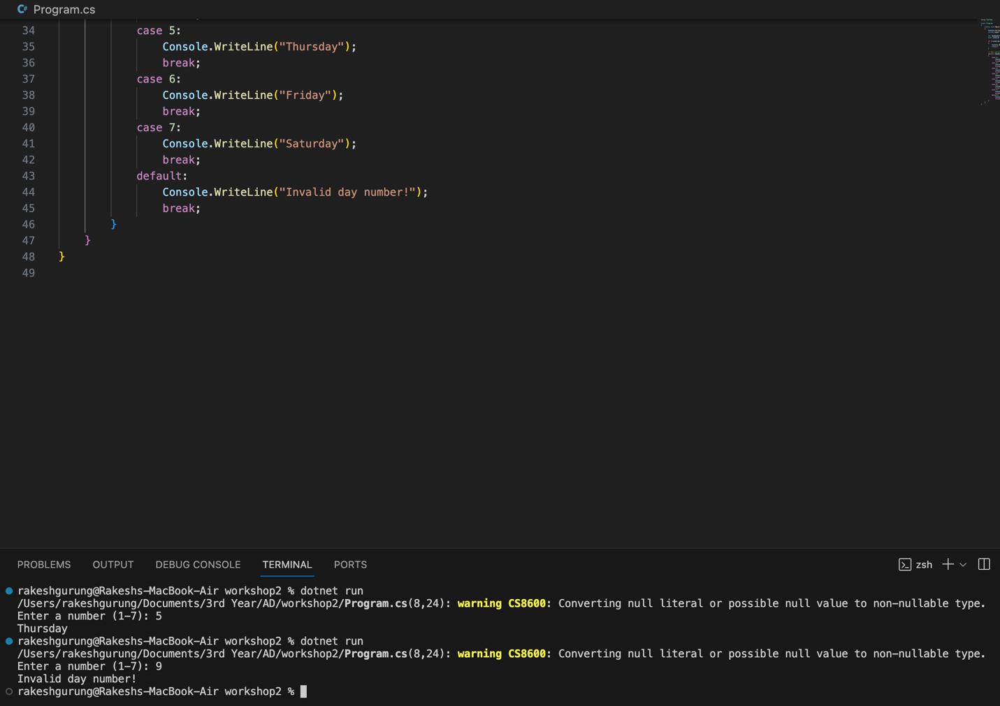 C# Program.cs
34 case 5:
35 Console.WriteLine("Thursday");
36 break;
37 case 6:
38 Console.WriteLine("Friday");
39 break;
40 case 7:
41 Console.WriteLine("Saturday");
42 break;
43 default:
44 Console.WriteLine("Invalid day number!");
45 break;
46 }
47 }
48 }
49
PROBLEMS OUTPUT DEBUG CONSOLE TERMINAL PORTS zsh
rakeshgurung@Rakeshs-MacBook-Air workshop2 % dotnet run
/Users/rakeshgurung/Documents/3rd Year/AD/workshop2/Program.cs(8,24): warning CS8600: Converting null literal or possible null value to non-nullable type.
Enter a number (1-7): 5
Thursday
rakeshgurung@Rakeshs-MacBook-Air workshop2 % dotnet run
/Users/rakeshgurung/Documents/3rd Year/AD/workshop2/Program.cs(8,24): warning CS8600: Converting null literal or possible null value to non-nullable type.
Enter a number (1-7): 9
Invalid day number!
rakeshgurung@Rakeshs-MacBook-Air workshop2 %